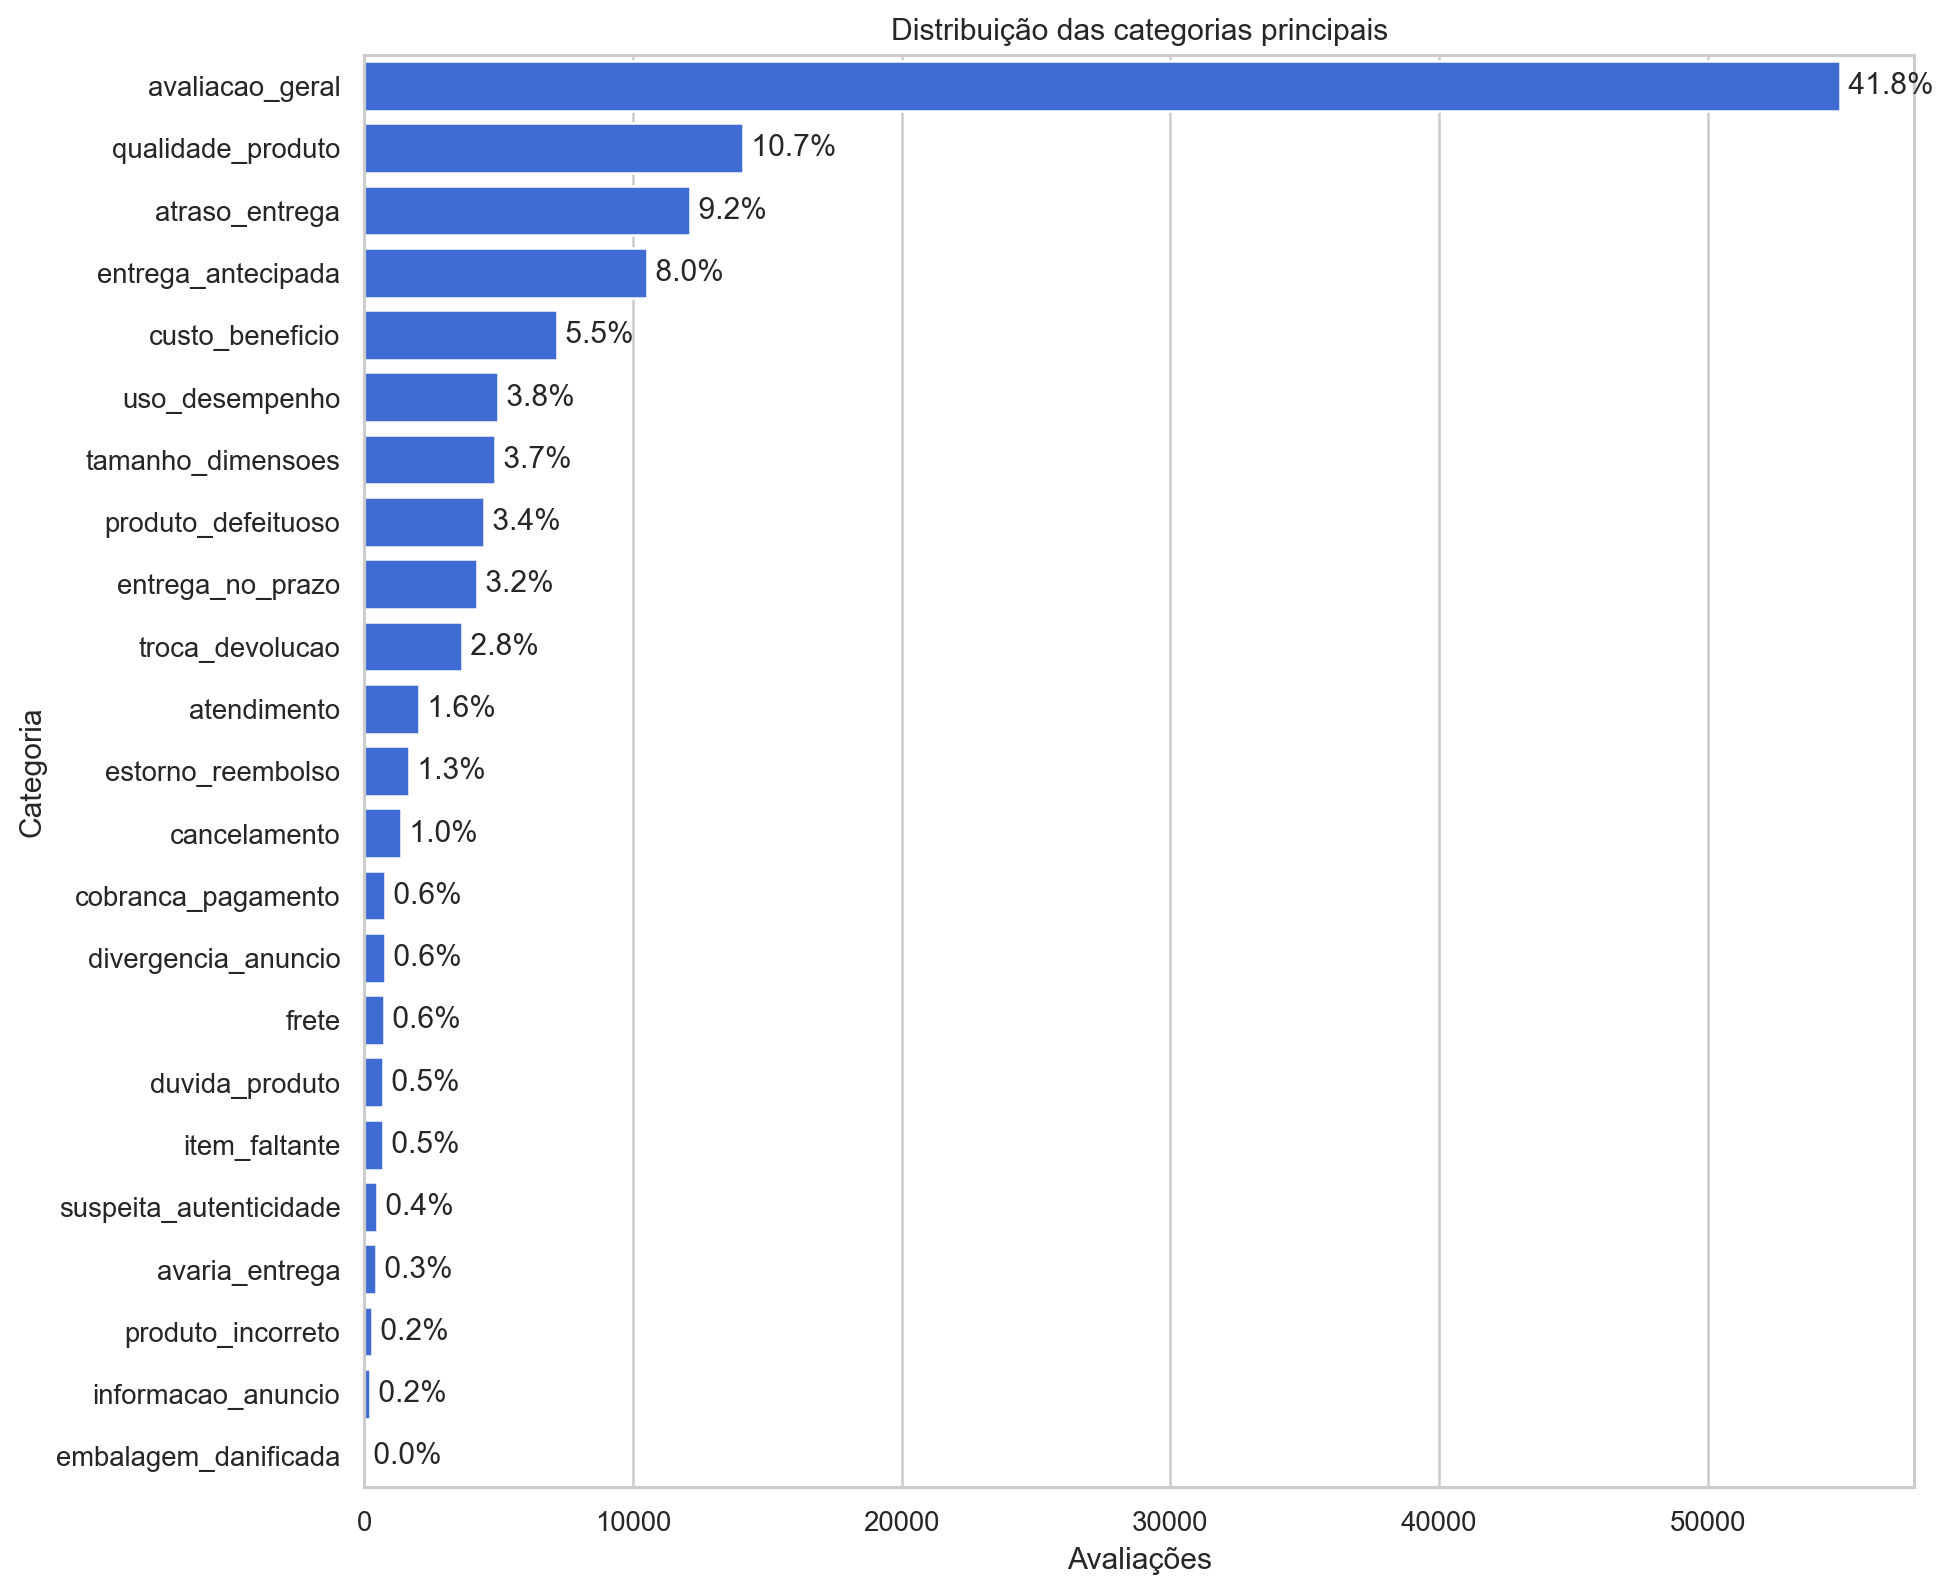 Distribuição das categorias principais
avaliacao_geral 41.8%
qualidade_produto 10.7%
atraso_entrega 9.2%
entrega_antecipada 8.0%
custo_beneficio 5.5%
uso_desempenho 3.8%
tamanho_dimensoes 3.7%
produto_defeituoso 3.4%
entrega_no_prazo 3.2%
troca_devolucao 2.8%
atendimento 1.6%
estorno_reembolso 1.3%
cancelamento 1.0%
cobranca_pagamento 0.6%
divergencia_anuncio 0.6%
frete 0.6%
duvida_produto 0.5%
item_faltante 0.5%
suspeita_autenticidade 0.4%
avaria_entrega 0.3%
produto_incorreto 0.2%
informacao_anuncio 0.2%
embalagem_danificada 0.0%
Categoria
0 10000 20000 30000 40000 50000
Avaliações